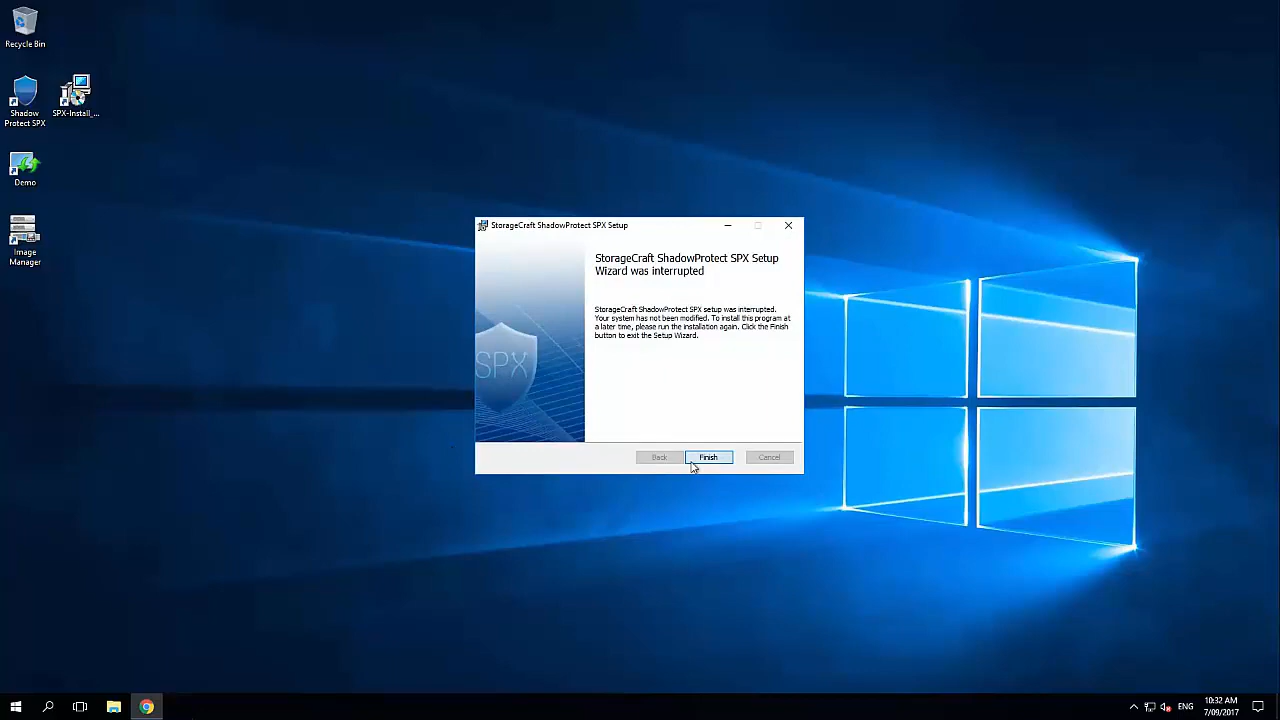 Recycle Bin
Shadow
Protect SPX
SPX-Install_...
Demo
Image
Manager
StorageCraft ShadowProtect SPX Setup
StorageCraft ShadowProtect SPX Setup
Wizard was interrupted
StorageCraft ShadowProtect SPX setup was interrupted.
Your system has not been modified. To install this program at
a later time, please run the installation again. Click the Finish
button to exit the Setup Wizard.
SPX
Back
Finish
Cancel
ENG
10:32 AM
7/09/2017